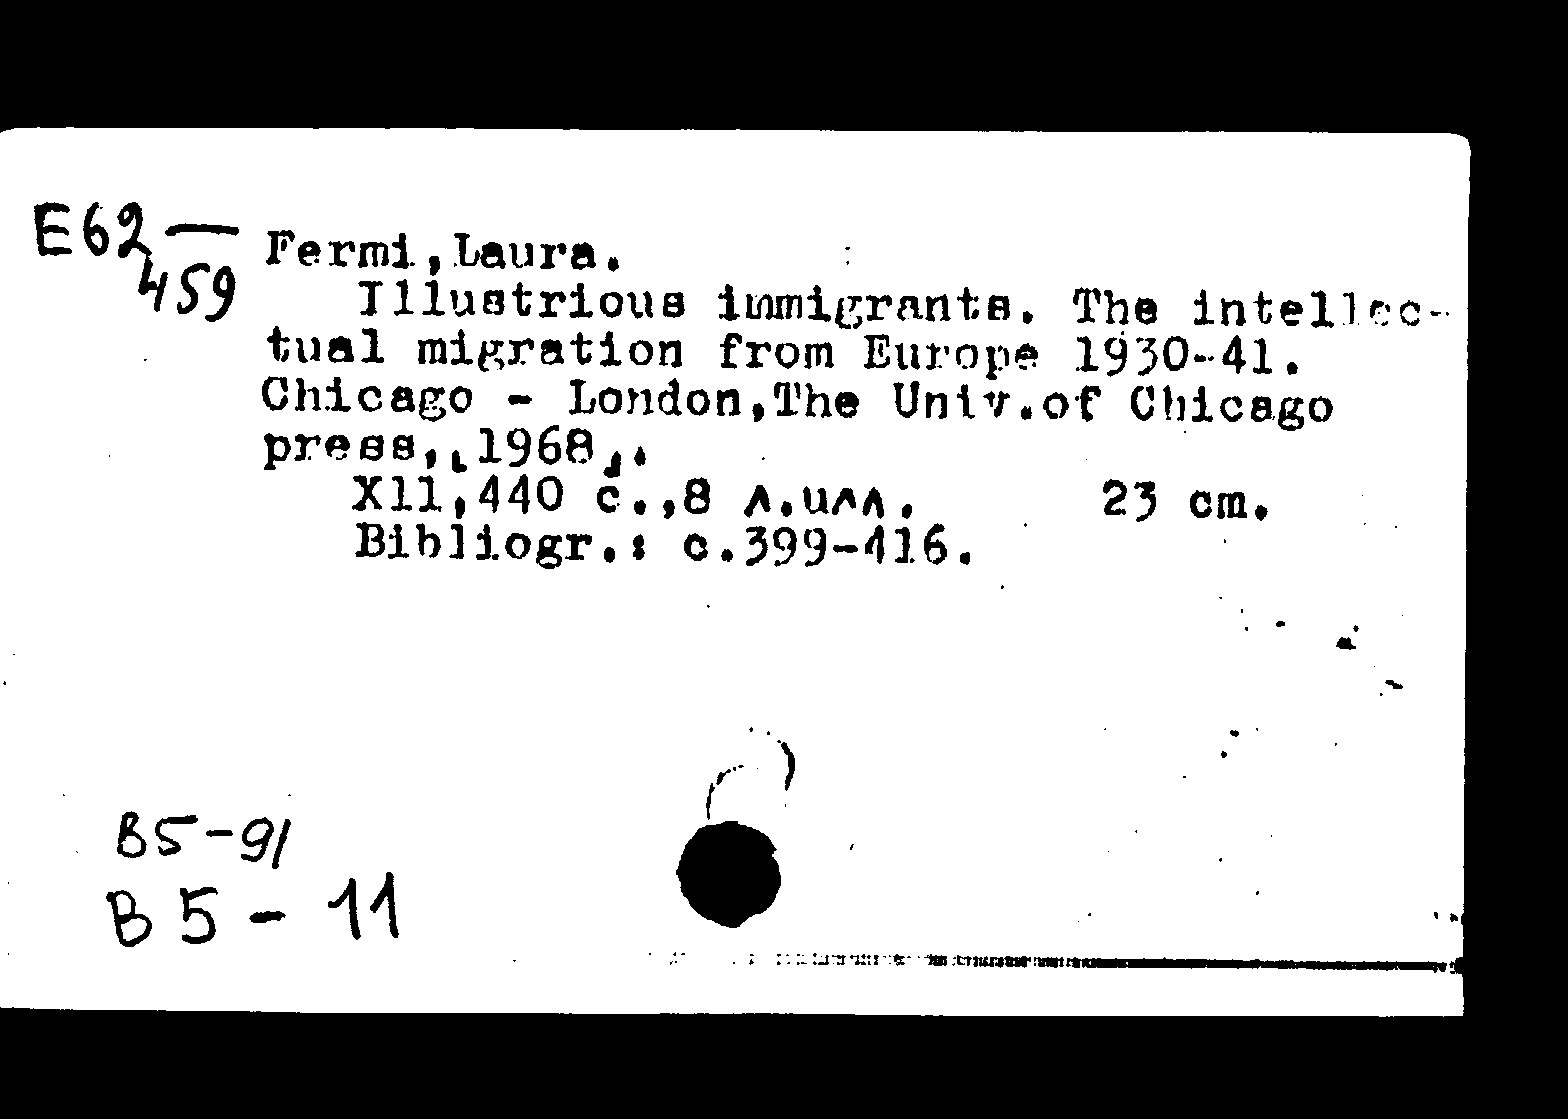 E62—
459
Fermi, Laura.
Illustrious immigrants. The intellec-
tual migration from Europe 1930-41.
Chicago - London, The Univ. of Chicago
press, [1968].
XII, 440 с., 8 л. илл. 23 cm.
Bibliogr.: с. 399-416.
B5-91
B5-11